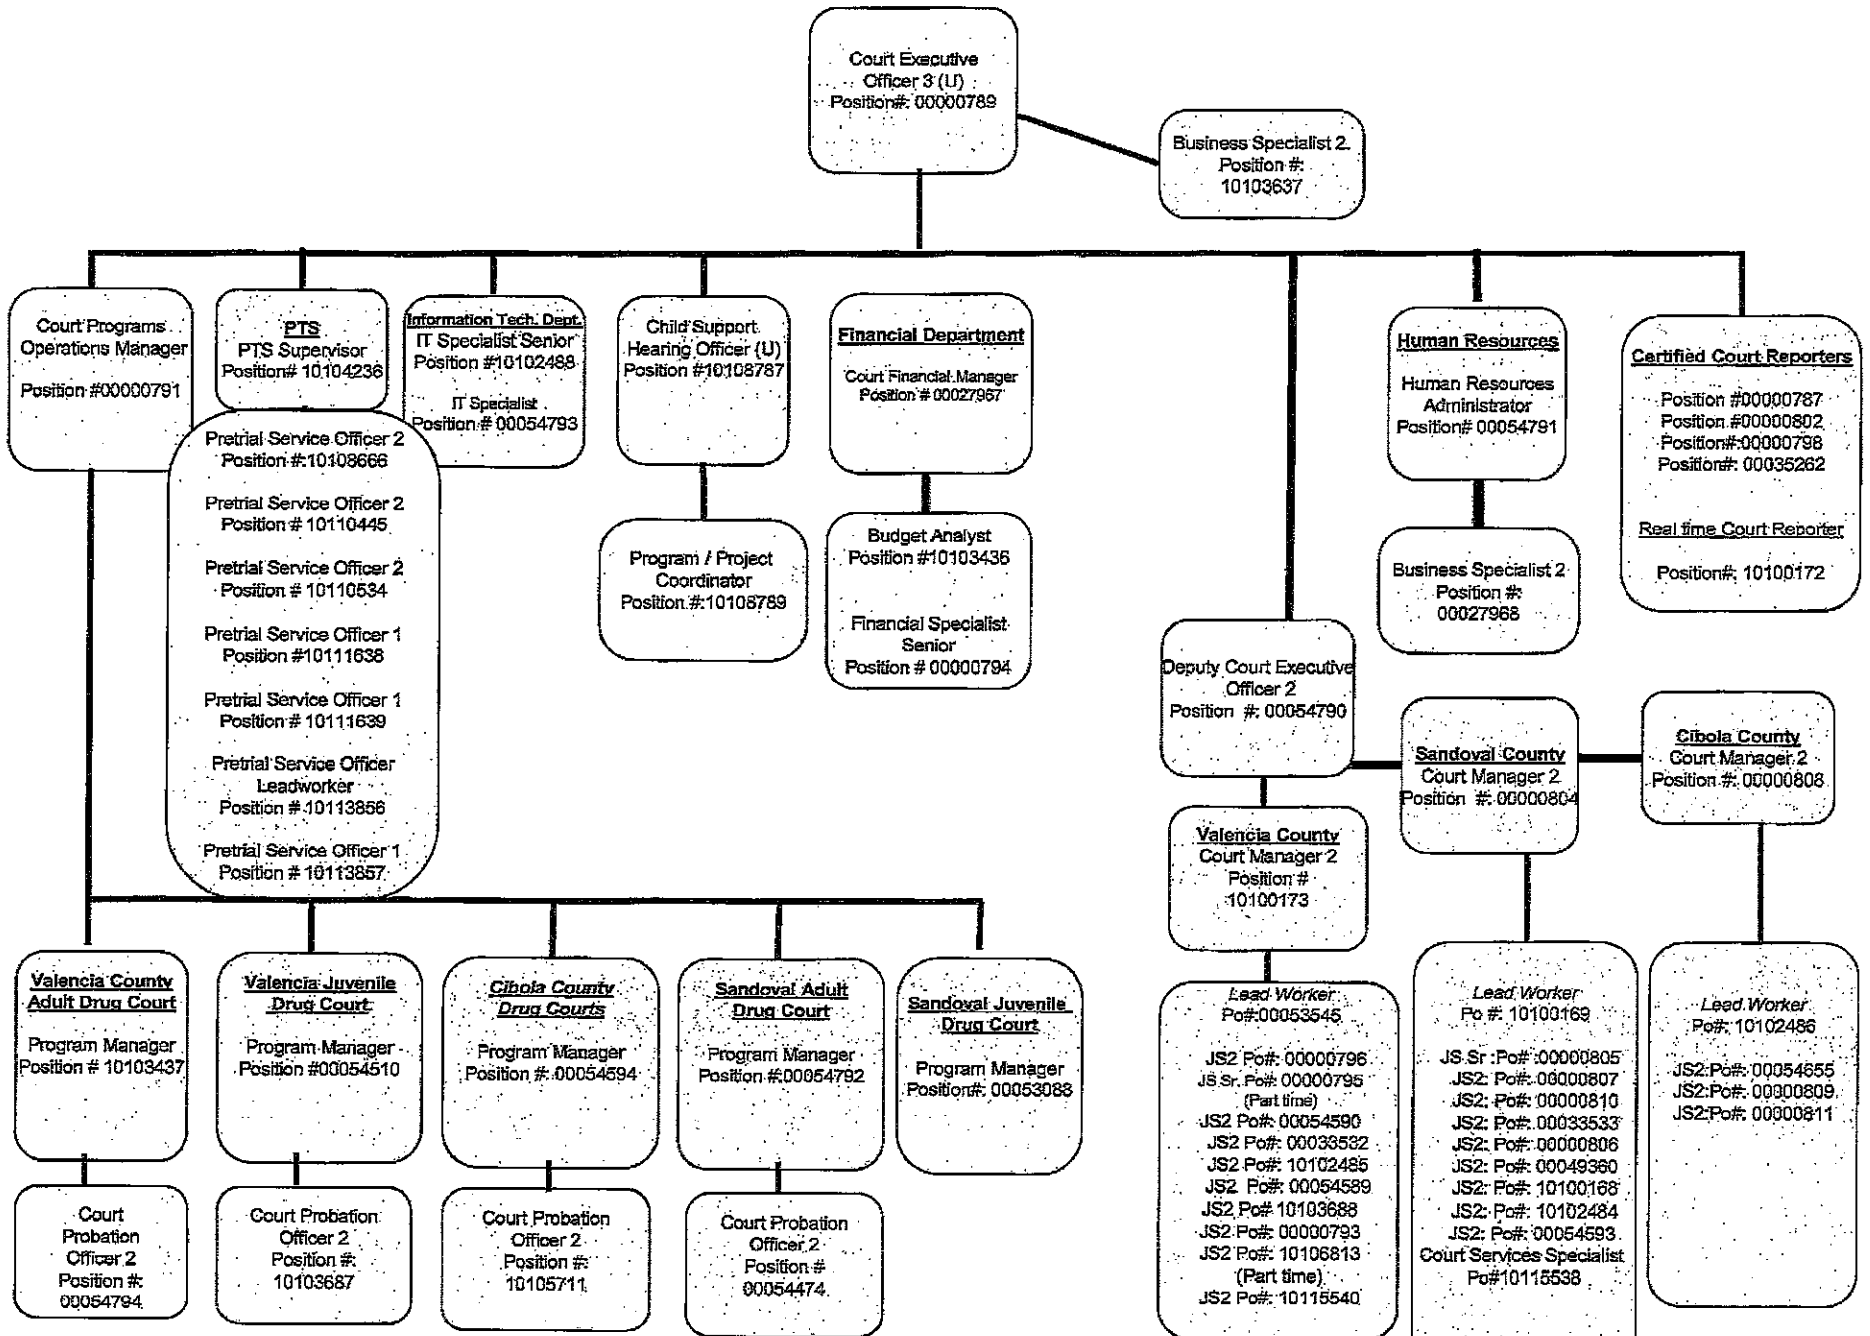 Court Executive
Officer 3 (U)
Position#: 00000789
Business Specialist 2
Position #:
10103637
Court Programs
Operations Manager
Position #00000791
PTS
PTS Supervisor
Position# 10104236
Information Tech. Dept.
IT Specialist Senior
Position #10102488
IT Specialist
Position # 00054793
Child Support
Hearing Officer (U)
Position #10108787
Financial Department
Court Financial Manager
Position # 00027967
Human Resources
Human Resources
Administrator
Position# 00054791
Certified Court Reporters
Position #00000787
Position #00000802
Position#:00000798
Position#: 00035262
Real time Court Reporter
Position#: 10100172
Pretrial Service Officer 2
Position #:10108666
Pretrial Service Officer 2
Position # 10110445
Pretrial Service Officer 2
Position # 10110534
Pretrial Service Officer 1
Position #10111638
Pretrial Service Officer 1
Position # 10111639
Pretrial Service Officer
Leadworker
Position # 10113856
Pretrial Service Officer 1
Position # 10113857
Program / Project
Coordinator
Position #:10108789
Budget Analyst
Position #10103436
Financial Specialist
Senior
Position # 00000794
Business Specialist 2
Position #:
00027968
Deputy Court Executive
Officer 2
Position #: 00054790
Sandoval County
Court Manager 2
Position #: 00000804
Cibola County
Court Manager 2
Position #: 00000808
Valencia County
Court Manager 2
Position #
10100173
Valencia County
Adult Drug Court
Program Manager
Position # 10103437
Valencia Juvenile
Drug Court
Program Manager
Position #00054510
Cibola County
Drug Courts
Program Manager
Position #: 00054594
Sandoval Adult
Drug Court
Program Manager
Position #:00054792
Sandoval Juvenile
Drug Court
Program Manager
Position#: 00053088
Court
Probation
Officer 2
Position #:
00054794
Court Probation
Officer 2
Position #:
10103687
Court Probation
Officer 2
Position #:
10105711
Court Probation
Officer 2
Position #
00054474
Lead Worker
Po#:00053545
JS2 Po#: 00000796
JS Sr. Po#: 00000795
(Part time)
JS2 Po#: 00054590
JS2 Po#: 00033532
JS2 Po#: 10102485
JS2 Po#: 00054589
JS2 Po# 10103688
JS2 Po#: 00000793
JS2 Po#: 10106813
(Part time)
JS2 Po#: 10115540
Lead Worker
Po #: 10100169
JS Sr :Po# :00000805
JS2: Po#: 00000807
JS2: Po#: 00000810
JS2: Po#: 00033533
JS2: Po#: 00000806
JS2: Po#: 00049360
JS2: Po#: 10100168
JS2: Po#: 10102484
JS2: Po#: 00054593
Court Services Specialist
Po#10115538
Lead Worker
Po#: 10102486
JS2:Po#: 00054655
JS2:Po#: 00000809
JS2:Po#: 00000811